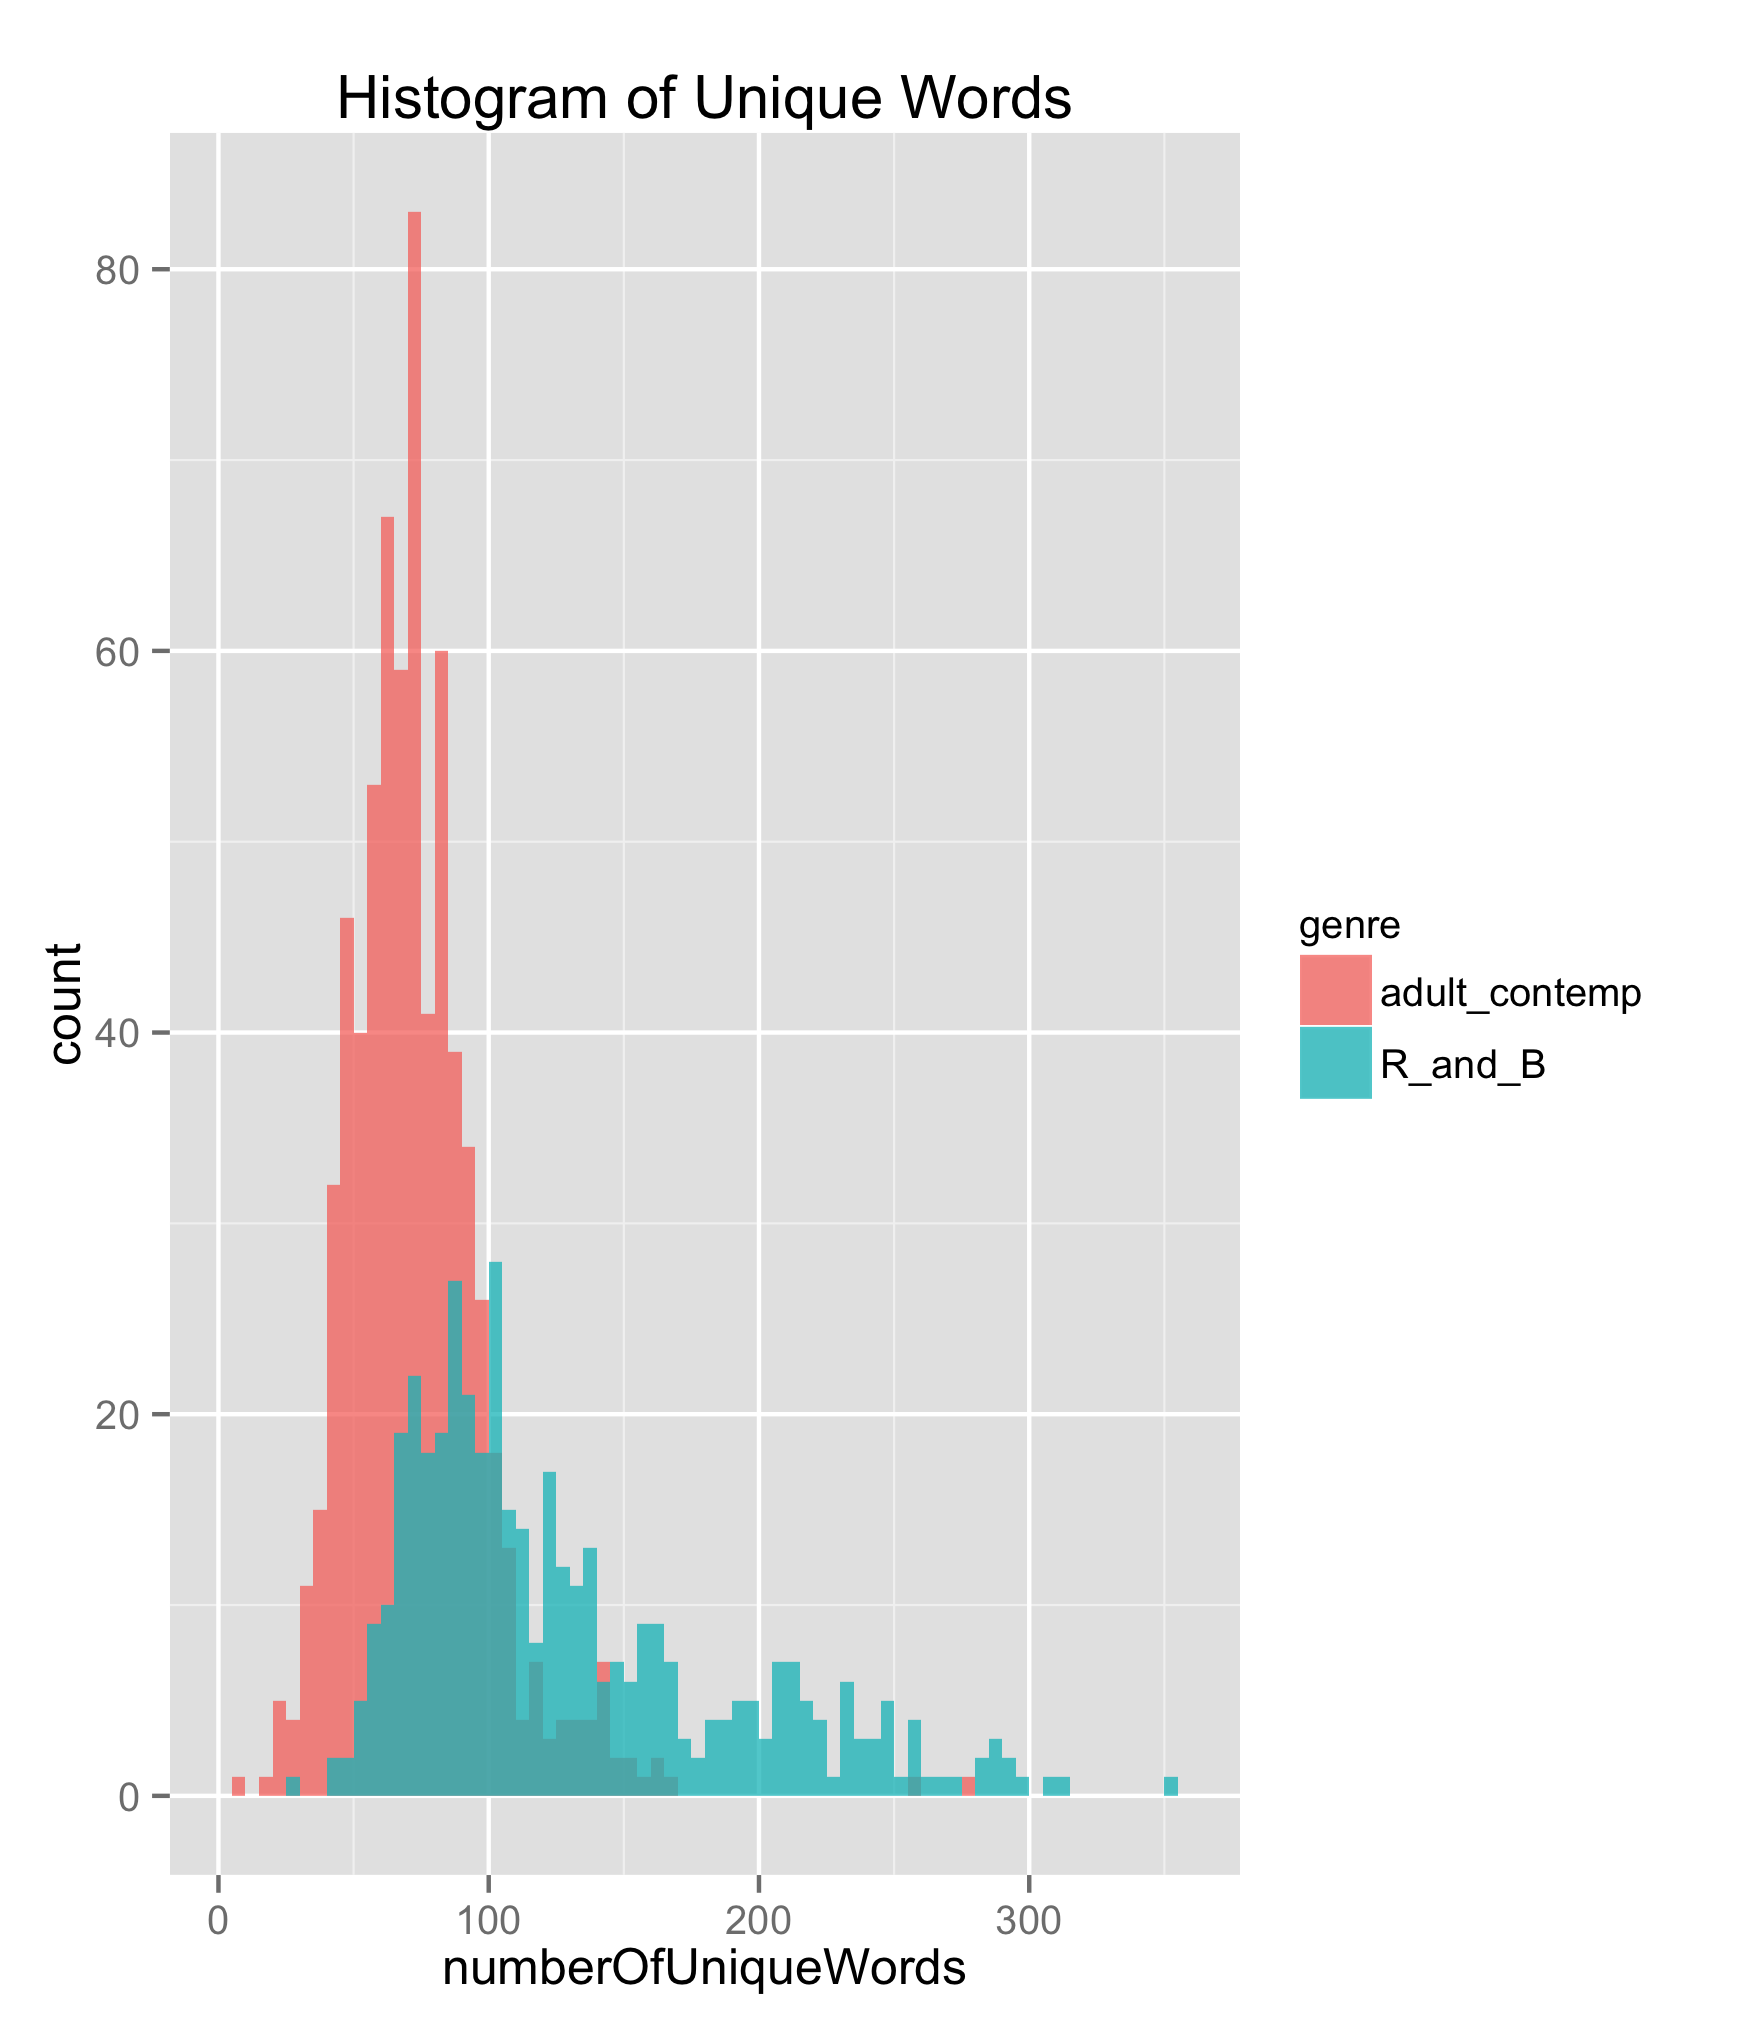 Histogram of Unique Words
80
60
40
20
0
count
0 100 200 300
numberOfUniqueWords
genre
adult_contemp
R_and_B